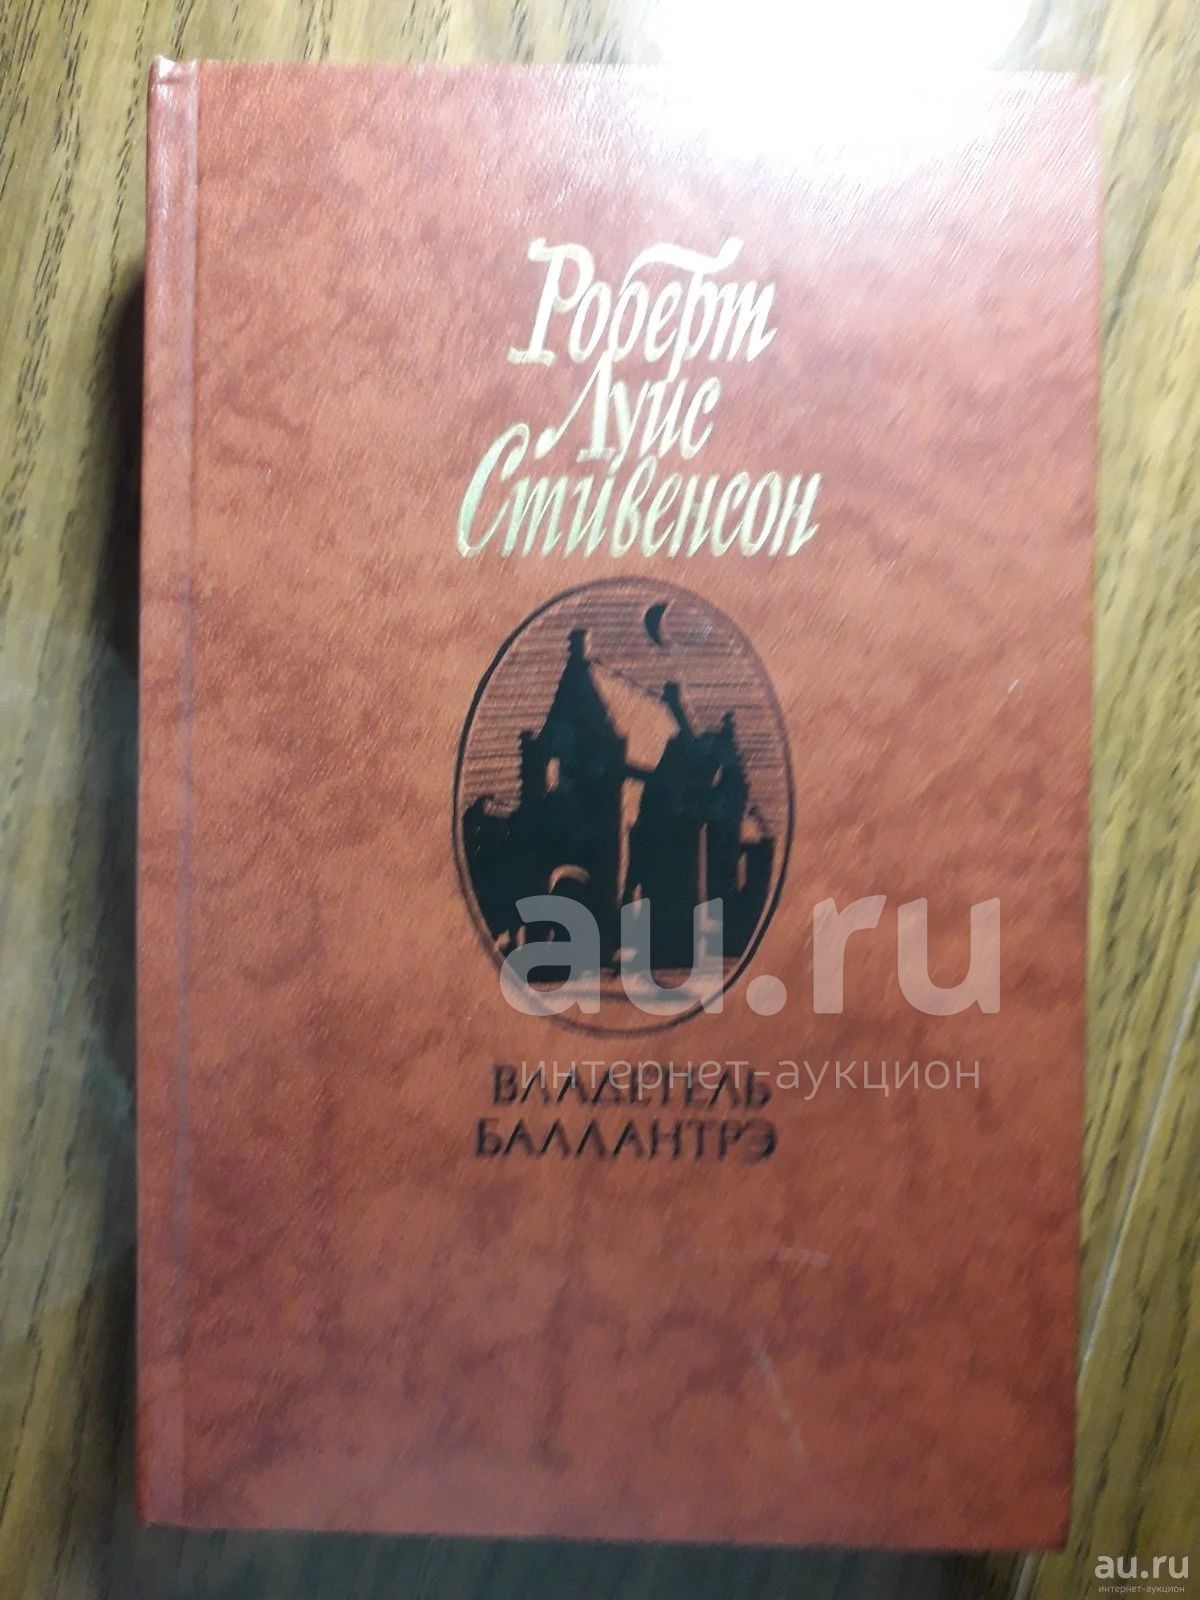 Роберт
Луис
Стивенсон
au.ru
интернет-аукцион
ВЛАДЕТЕЛЬ
БАЛЛАНТРЭ
au.ru
интернет-аукцион